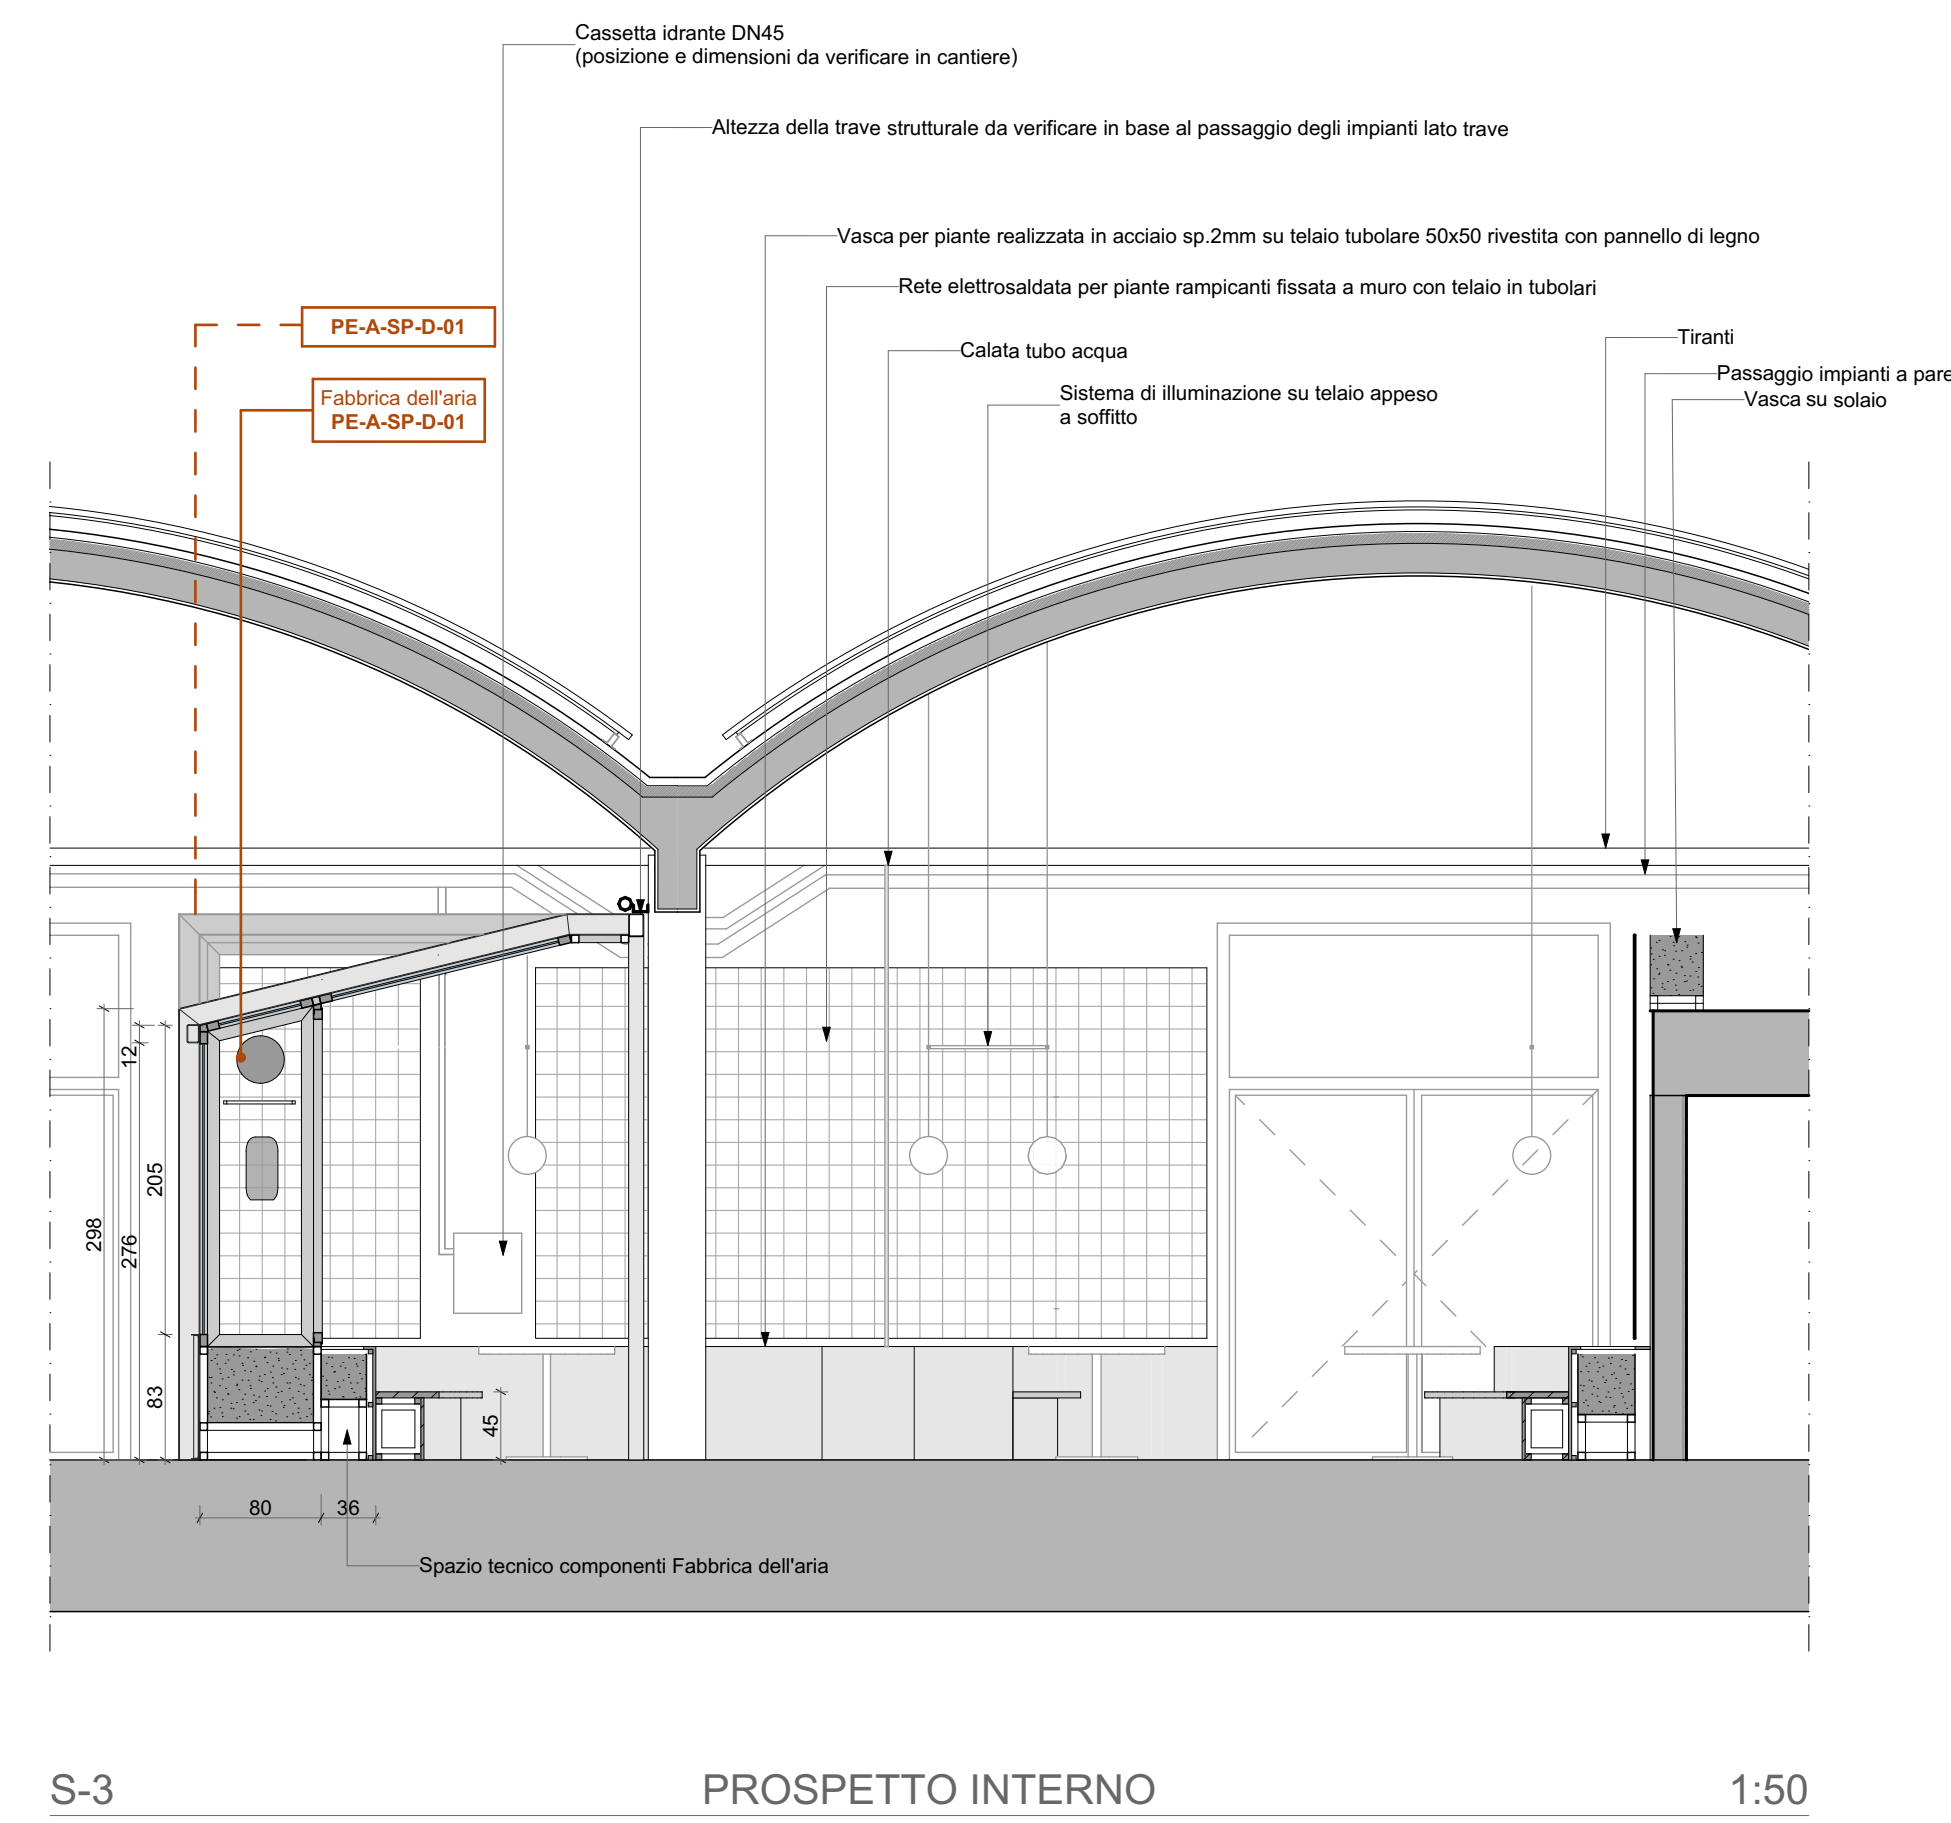 Cassetta idrante DN45
(posizione e dimensioni da verificare in cantiere)
Altezza della trave strutturale da verificare in base al passaggio degli impianti lato trave
Vasca per piante realizzata in acciaio sp.2mm su telaio tubolare 50x50 rivestita con pannello di legno
Rete elettrosaldata per piante rampicanti fissata a muro con telaio in tubolari
PE-A-SP-D-01
Tiranti
Calata tubo acqua
Passaggio impianti a pare
Sistema di illuminazione su telaio appeso
a soffitto
Vasca su solaio
Fabbrica dell'aria
PE-A-SP-D-01
12
205
298
276
83
45
80
36
Spazio tecnico componenti Fabbrica dell'aria
S-3
PROSPETTO INTERNO
1:50